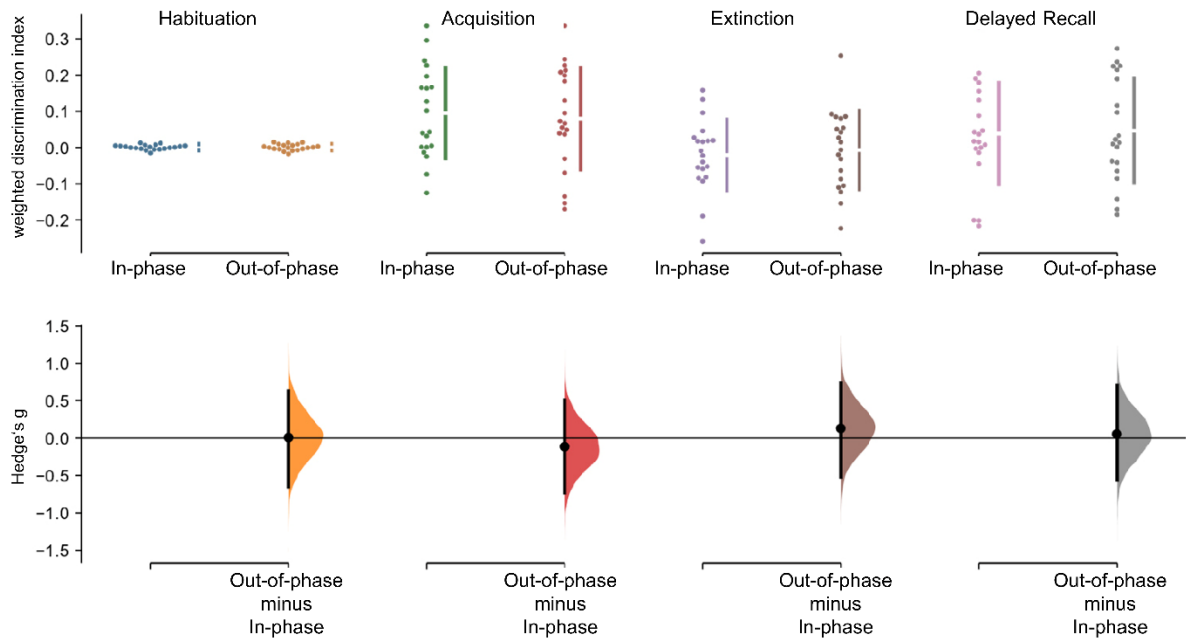 Habituation Acquisition Extinction Delayed Recall
weighted discrimination index
0.3
0.2
0.1
0.0
−0.1
−0.2
In-phase Out-of-phase In-phase Out-of-phase In-phase Out-of-phase In-phase Out-of-phase
Hedge's g
1.5
1.0
0.5
0.0
−0.5
−1.0
−1.5
Out-of-phase Out-of-phase Out-of-phase Out-of-phase
minus minus minus minus
In-phase In-phase In-phase In-phase